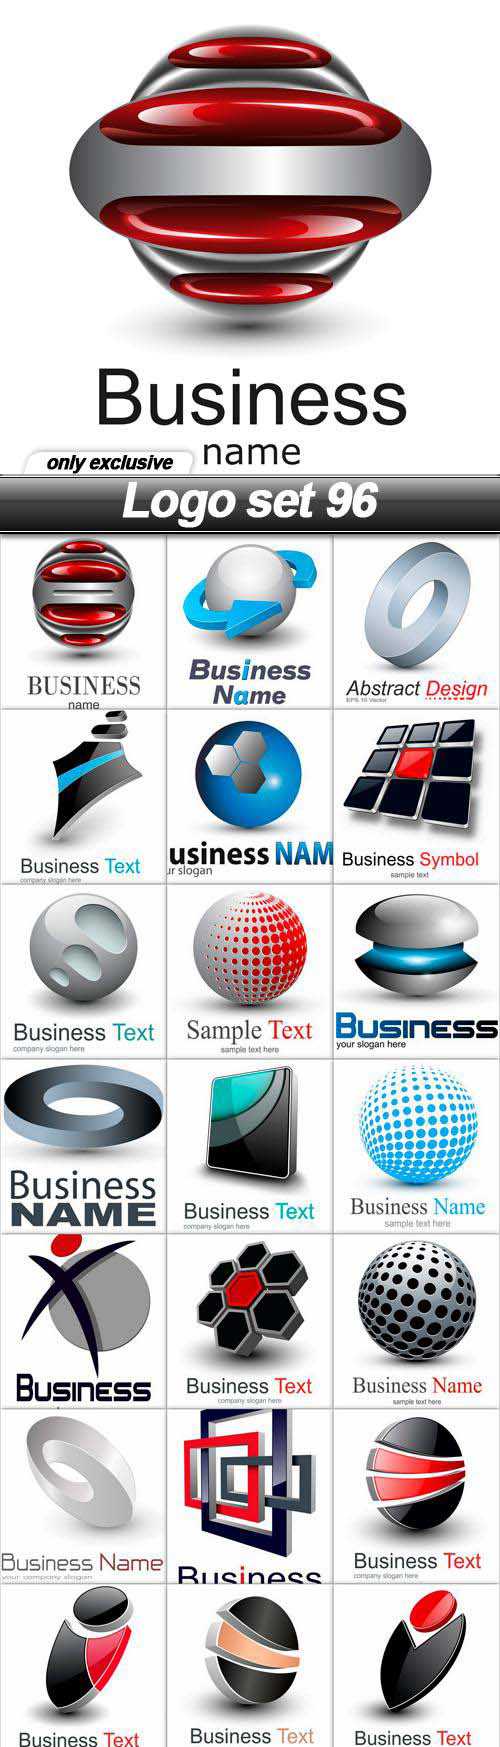 Business
name
only exclusive
Logo set 96
BUSINESS
name
Business
Name
Abstract Design
EPS 10 Vector
Business Text
company slogan here
usiness NAM
ur slogan
Business Symbol
sample text
Business Text
company slogan here
Sample Text
sample text here
BUSINESS
your slogan here
Business
NAME
Business Text
company slogan here
Business Name
sample text here
BUSINESS
Business Text
company slogan here
Business Name
sample text here
Business Name
your company slogan
Business
Business Text
company slogan here
Business Text
Business Text
Business Text